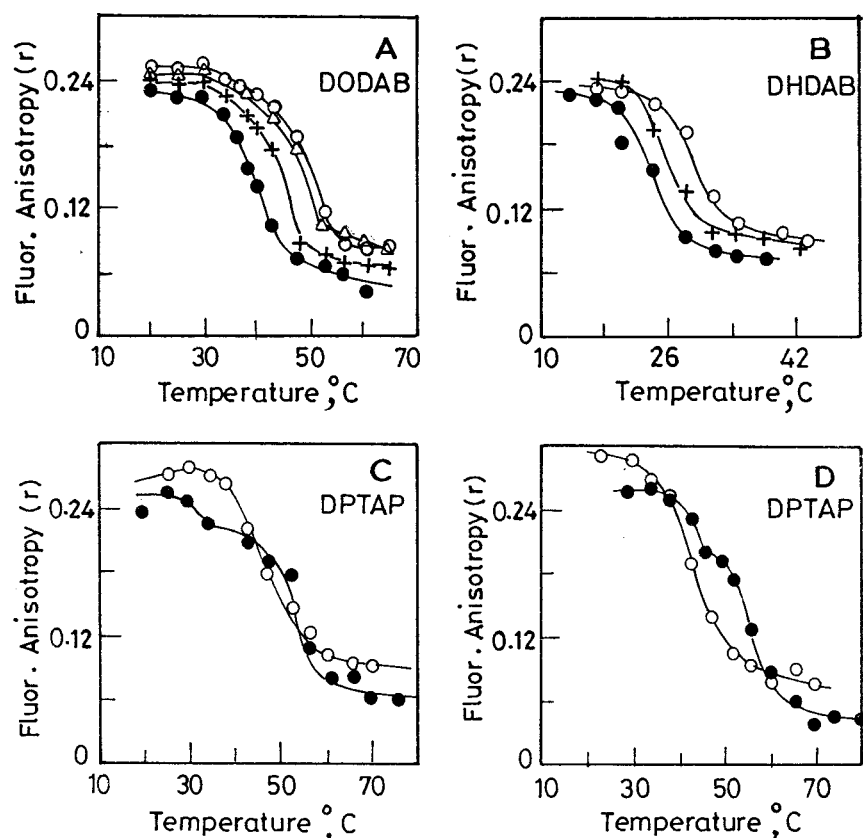 A
DODAB
Fluor. Anisotropy (r)
0.24
0.12
0
10 30 50 70
Temperature, °C
B
DHDAB
Fluor. Anisotropy (r)
0.24
0.12
0
10 26 42
Temperature, °C
C
DPTAP
Fluor. Anisotropy (r)
0.24
0.12
0
10 30 50 70
Temperature, °C
D
DPTAP
Fluor. Anisotropy (r)
0.24
0.12
0
10 30 50 70
Temperature, °C